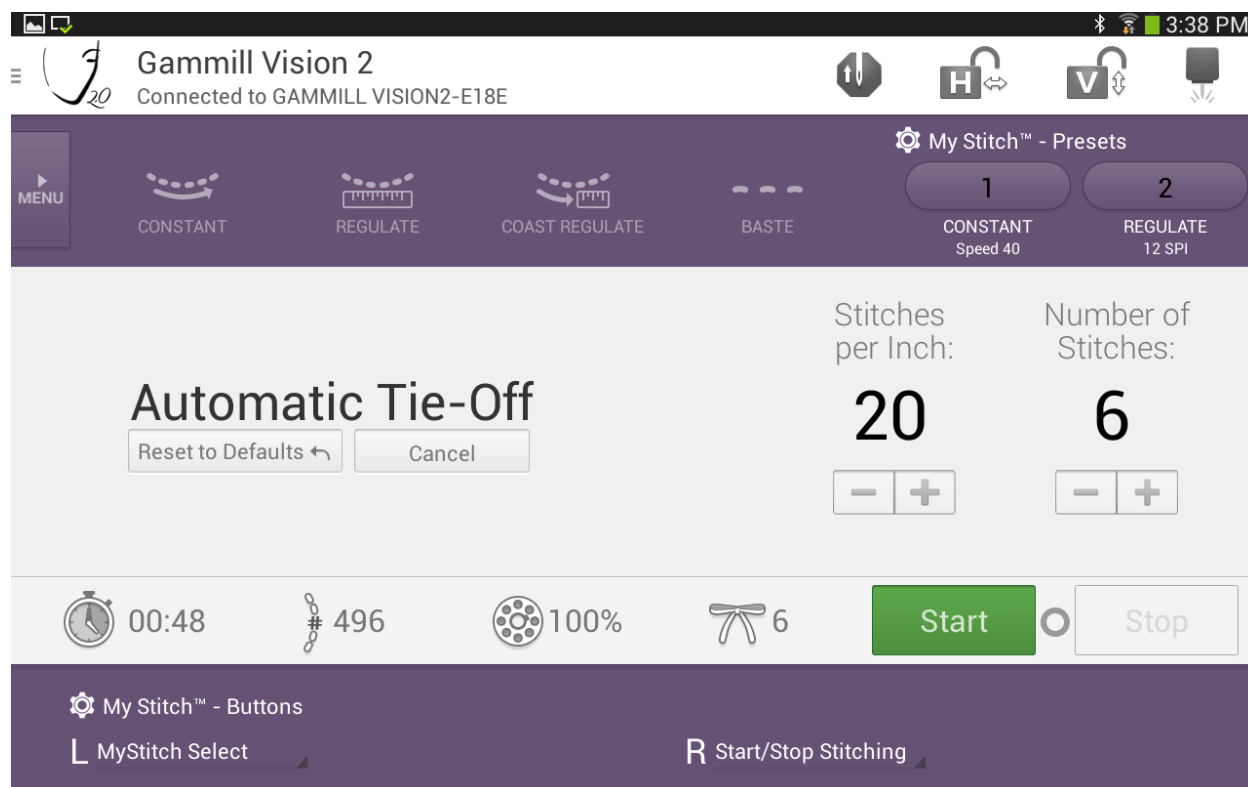 3:38 PM
2.0
Gammill Vision 2
Connected to GAMMILL VISION2-E18E
H
V
My Stitch™ - Presets
MENU
CONSTANT
REGULATE
COAST REGULATE
BASTE
1
CONSTANT
Speed 40
2
REGULATE
12 SPI
Automatic Tie-Off
Reset to Defaults
Cancel
Stitches
per Inch:
20
Number of
Stitches:
6
00:48
#
496
100%
6
Start
Stop
My Stitch™ - Buttons
L MyStitch Select
R Start/Stop Stitching